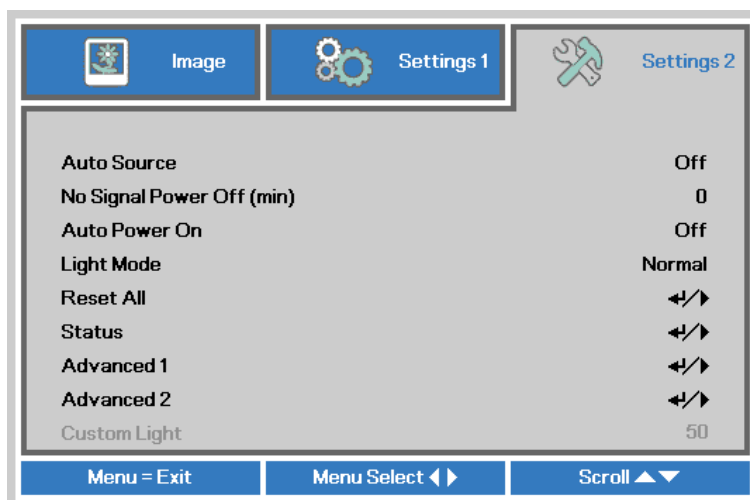 Image Settings 1 Settings 2
Auto Source Off
No Signal Power Off (min) 0
Auto Power On Off
Light Mode Normal
Reset All ↵/▶
Status ↵/▶
Advanced 1 ↵/▶
Advanced 2 ↵/▶
Custom Light 50
Menu = Exit Menu Select ◀▶ Scroll ▲▼